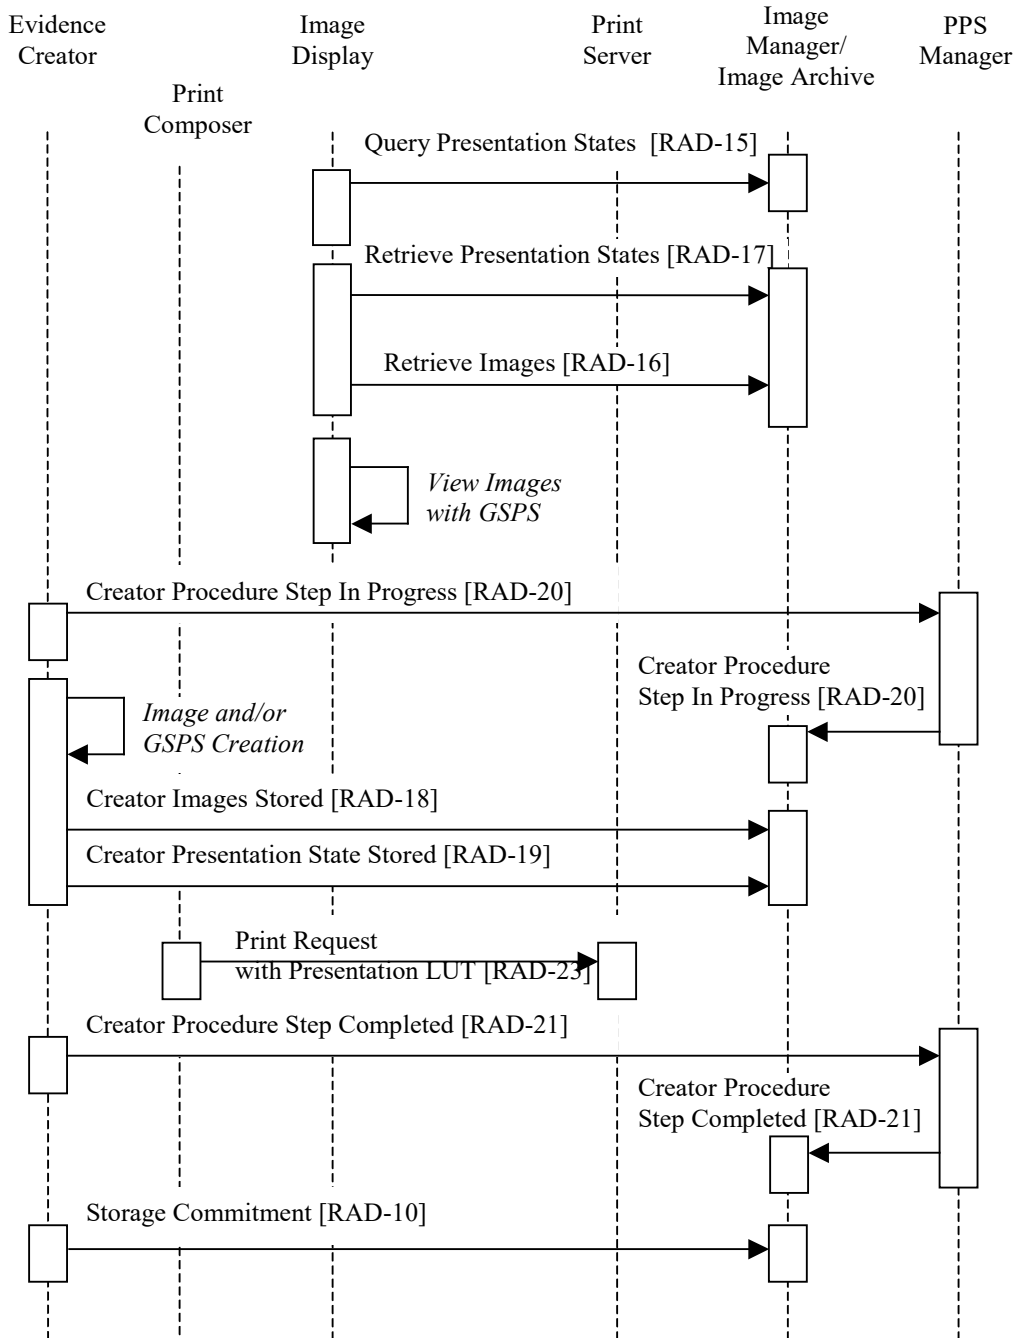 Evidence
Creator
Image
Display
Print
Server
Image
Manager/
Image Archive
PPS
Manager
Print
Composer
Query Presentation States [RAD-15]
Retrieve Presentation States [RAD-17]
Retrieve Images [RAD-16]
View Images
with GSPS
Creator Procedure Step In Progress [RAD-20]
Creator Procedure
Step In Progress [RAD-20]
Image and/or
GSPS Creation
Creator Images Stored [RAD-18]
Creator Presentation State Stored [RAD-19]
Print Request
with Presentation LUT [RAD-23]
Creator Procedure Step Completed [RAD-21]
Creator Procedure
Step Completed [RAD-21]
Storage Commitment [RAD-10]